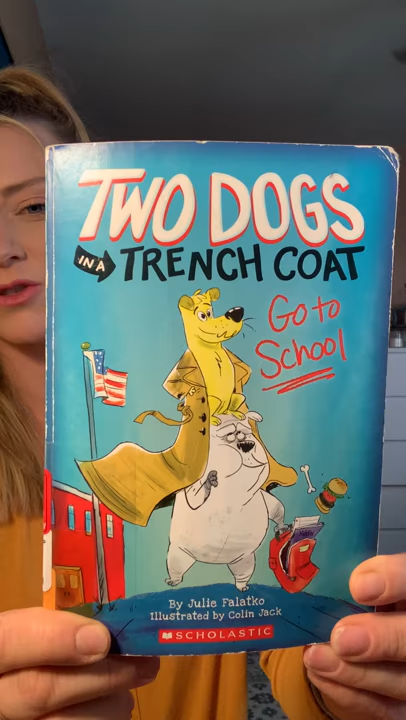 TWO DOGS
IN A TRENCH COAT
Go to
School
By Julie Falatko
Illustrated by Colin Jack
SCHOLASTIC